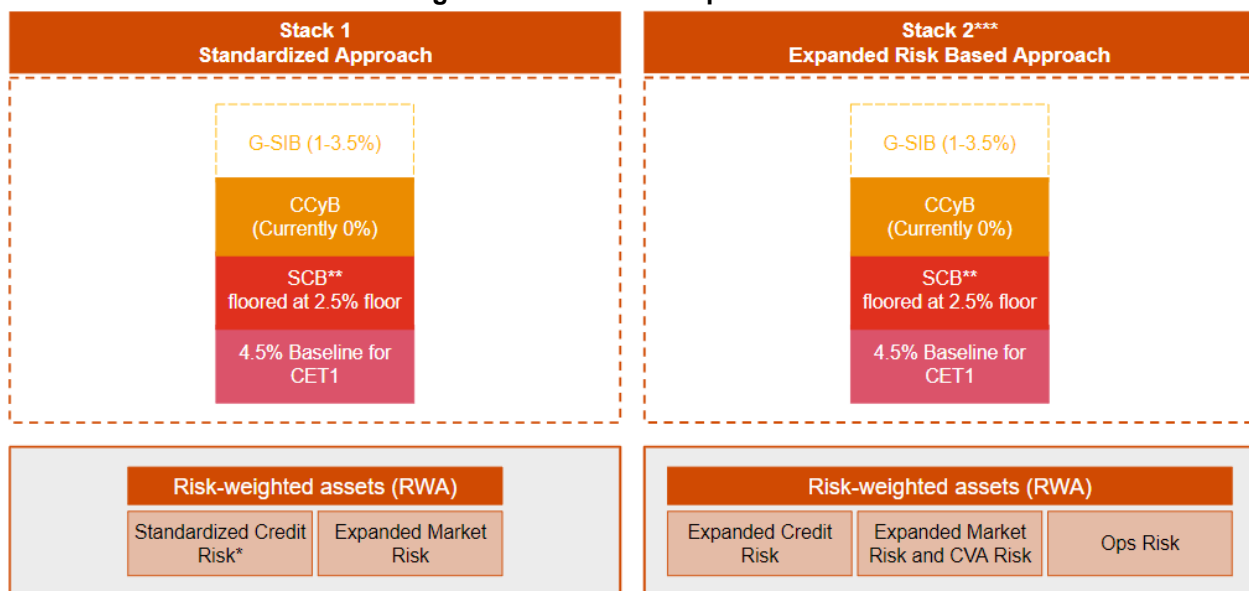 Stack 1
Standardized Approach
Stack 2***
Expanded Risk Based Approach
G-SIB (1-3.5%)
CCyB
(Currently 0%)
SCB**
floored at 2.5% floor
4.5% Baseline for
CET1
G-SIB (1-3.5%)
CCyB
(Currently 0%)
SCB**
floored at 2.5% floor
4.5% Baseline for
CET1
Risk-weighted assets (RWA)
Standardized Credit
Risk*
Expanded Market
Risk
Risk-weighted assets (RWA)
Expanded Credit
Risk
Expanded Market
Risk and CVA Risk
Ops Risk